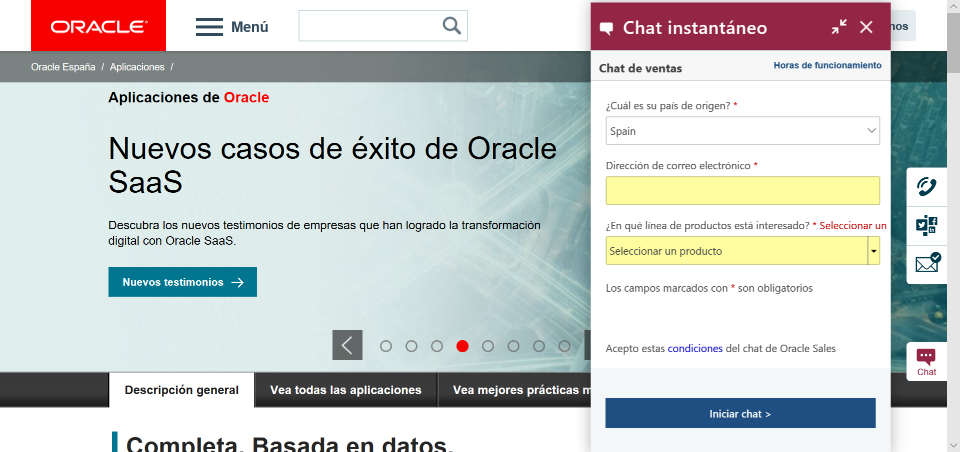 ORACLE
Menú
nos
Oracle España / Aplicaciones /
Aplicaciones de Oracle
Nuevos casos de éxito de Oracle
SaaS
Descubra los nuevos testimonios de empresas que han logrado la transformación
digital con Oracle SaaS.
Nuevos testimonios
Descripción general
Vea todas las aplicaciones
Vea mejores prácticas m
Completa. Basada en datos.
Chat instantáneo
Chat de ventas
Horas de funcionamiento
¿Cuál es su país de origen? *
Spain
Dirección de correo electrónico *
¿En qué línea de productos está interesado? * Seleccionar un
Seleccionar un producto
Los campos marcados con * son obligatorios
Acepto estas condiciones del chat de Oracle Sales
Iniciar chat >
Chat